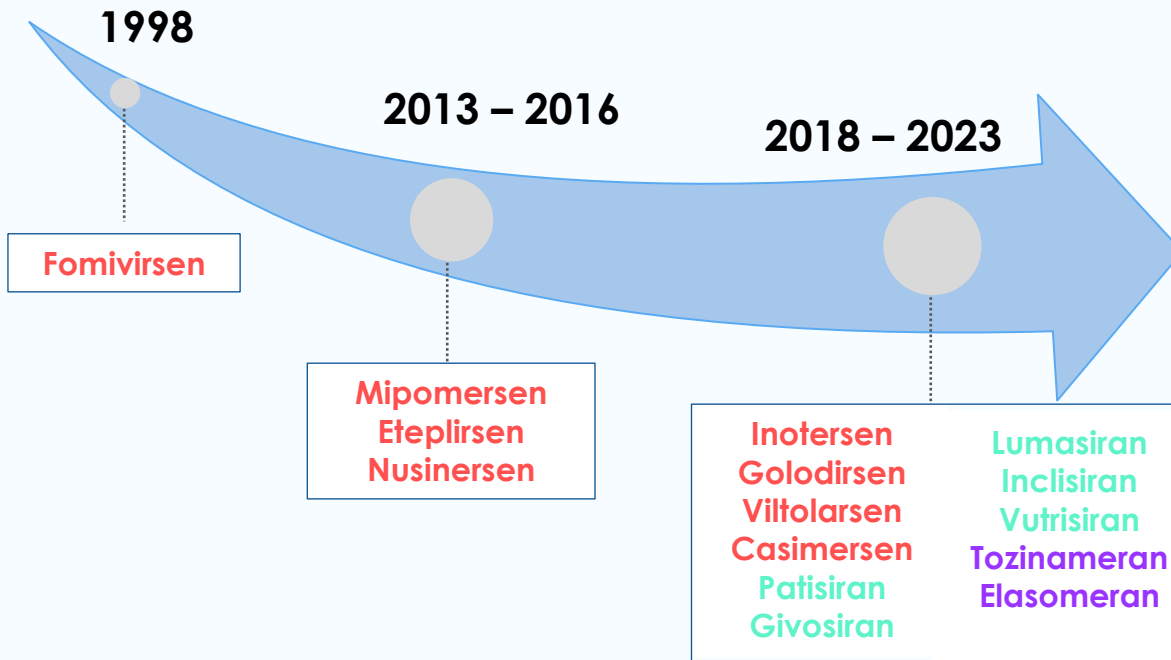 1998
2013 – 2016
2018 – 2023
Fomivirsen
Mipomersen
Eteplirsen
Nusinersen
Inotersen
Golodirsen
Viltolarsen
Casimersen
Patisiran
Givosiran
Lumasiran
Inclisiran
Vutrisiran
Tozinameran
Elasomeran